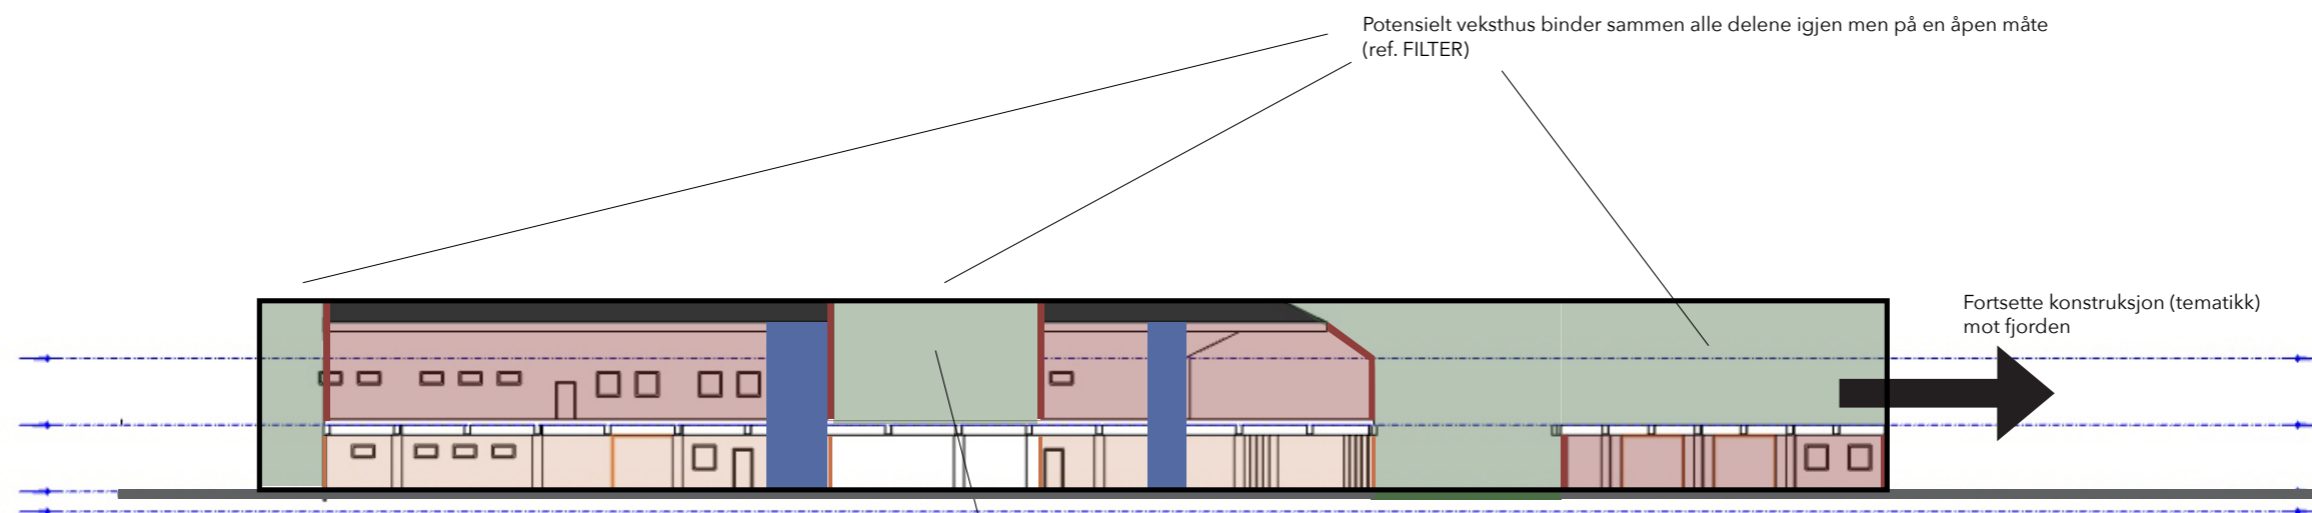 Potensielt veksthus binder sammen alle delene igjen men på en åpen måte
(ref. FILTER)
Fortsette konstruksjon (tematikk)
mot fjorden